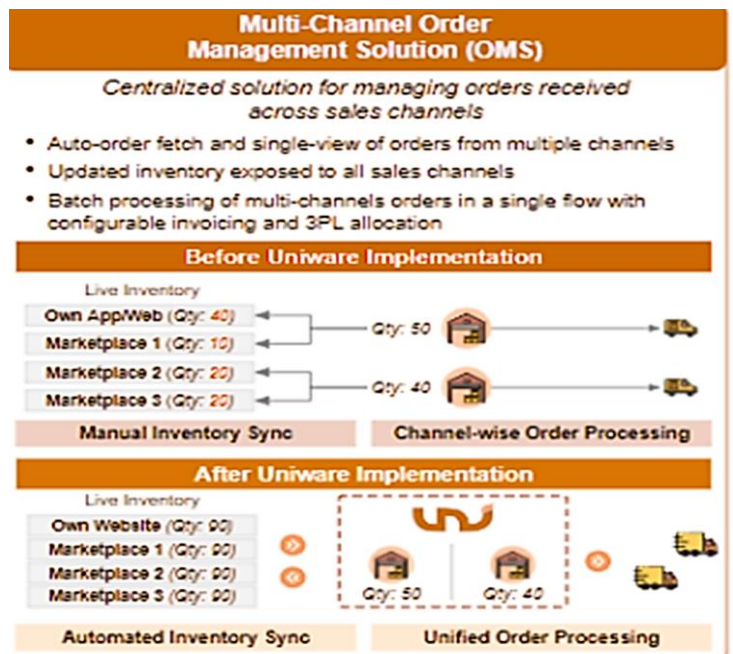 Multi-Channel Order
Management Solution (OMS)
Centralized solution for managing orders received
across sales channels
• Auto-order fetch and single-view of orders from multiple channels
• Updated inventory exposed to all sales channels
• Batch processing of multi-channels orders in a single flow with
configurable invoicing and 3PL allocation
Before Uniware Implementation
Live Inventory
Own App/Web (Qty: 40)
Marketplace 1 (Qty: 10)
Marketplace 2 (Qty: 20)
Marketplace 3 (Qty: 20)
Qty: 50
Qty: 40
Manual Inventory Sync
Channel-wise Order Processing
After Uniware Implementation
Live Inventory
Own Website (Qty: 90)
Marketplace 1 (Qty: 90)
Marketplace 2 (Qty: 90)
Marketplace 3 (Qty: 90)
Qty: 50
Qty: 40
Automated Inventory Sync
Unified Order Processing